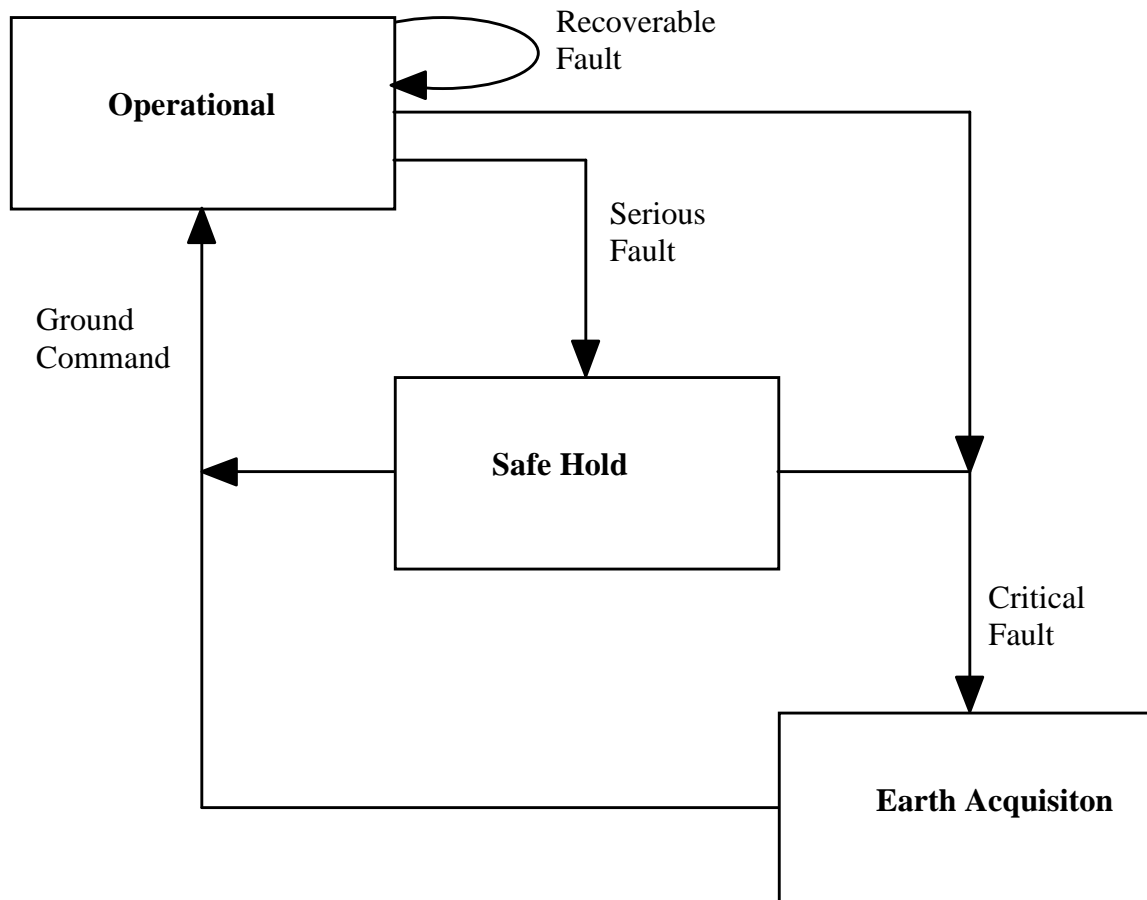 Recoverable
Fault
Operational
Serious
Fault
Ground
Command
Safe Hold
Critical
Fault
Earth Acquisiton